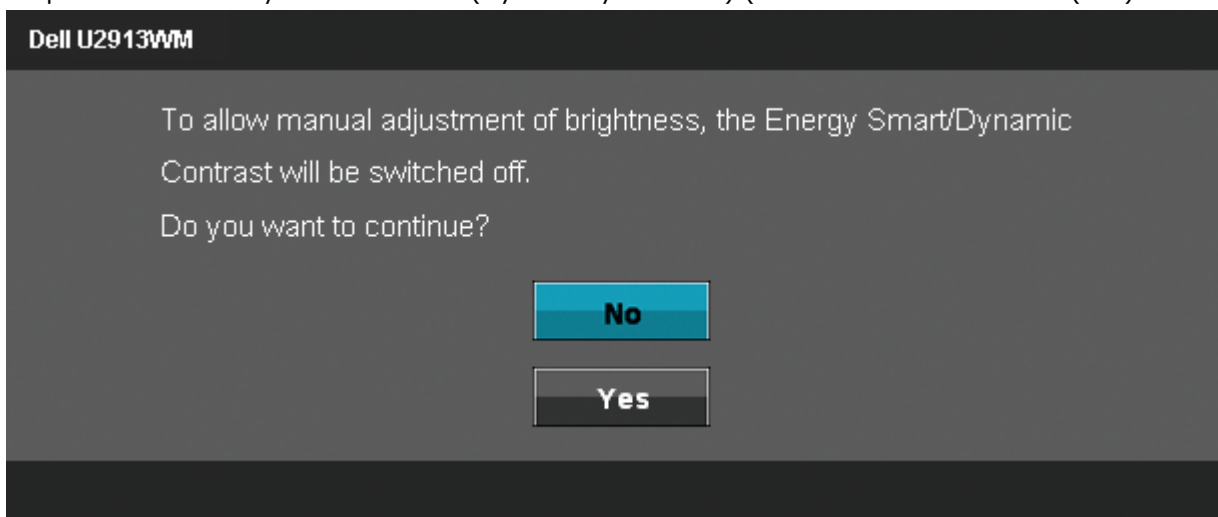 Dell U2913WM
To allow manual adjustment of brightness, the Energy Smart/Dynamic
Contrast will be switched off.
Do you want to continue?
No
Yes